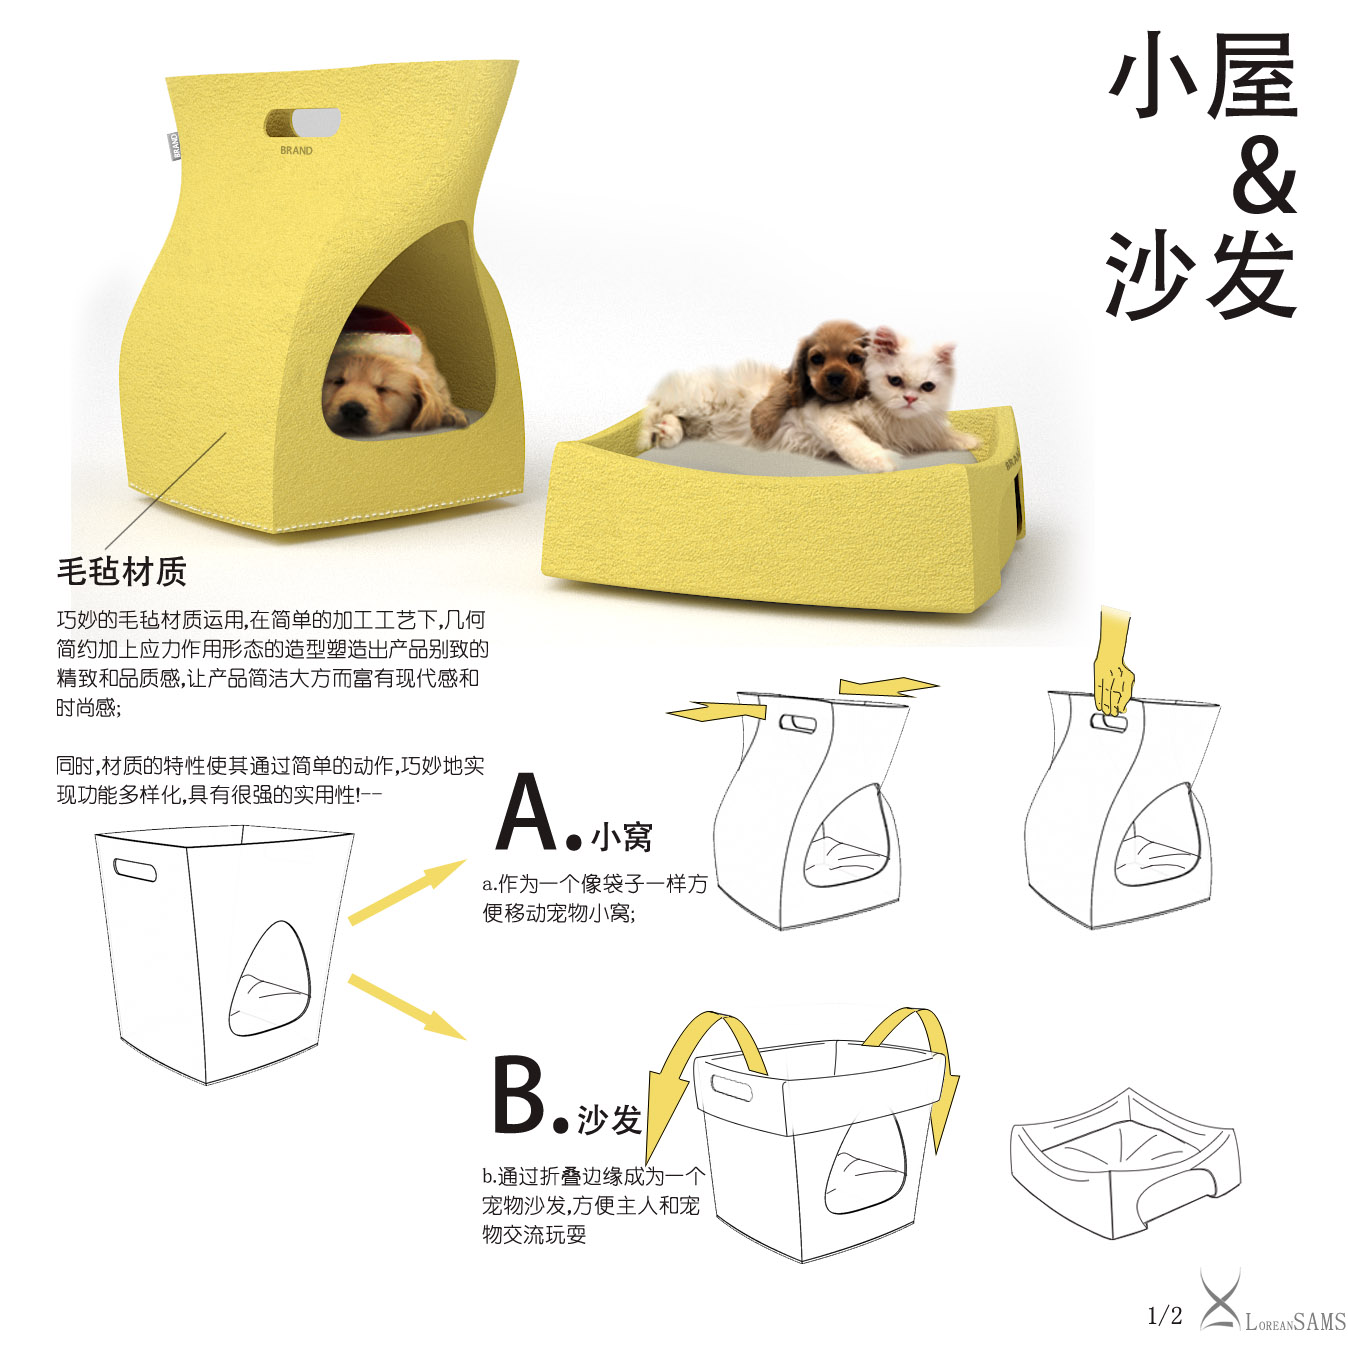 小屋
&
沙发
BRAND
BRAND
BRAND
毛毡材质
巧妙的毛毡材质运用,在简单的加工工艺下,几何
简约加上应力作用形态的造型塑造出产品别致的
精致和品质感,让产品简洁大方而富有现代感和
时尚感;
同时,材质的特性使其通过简单的动作,巧妙地实
现功能多样化,具有很强的实用性!--
A.小窝
a.作为一个像袋子一样方
便移动宠物小窝;
B.沙发
b.通过折叠边缘成为一个
宠物沙发,方便主人和宠
物交流玩耍
1/2
LOREANSAMS